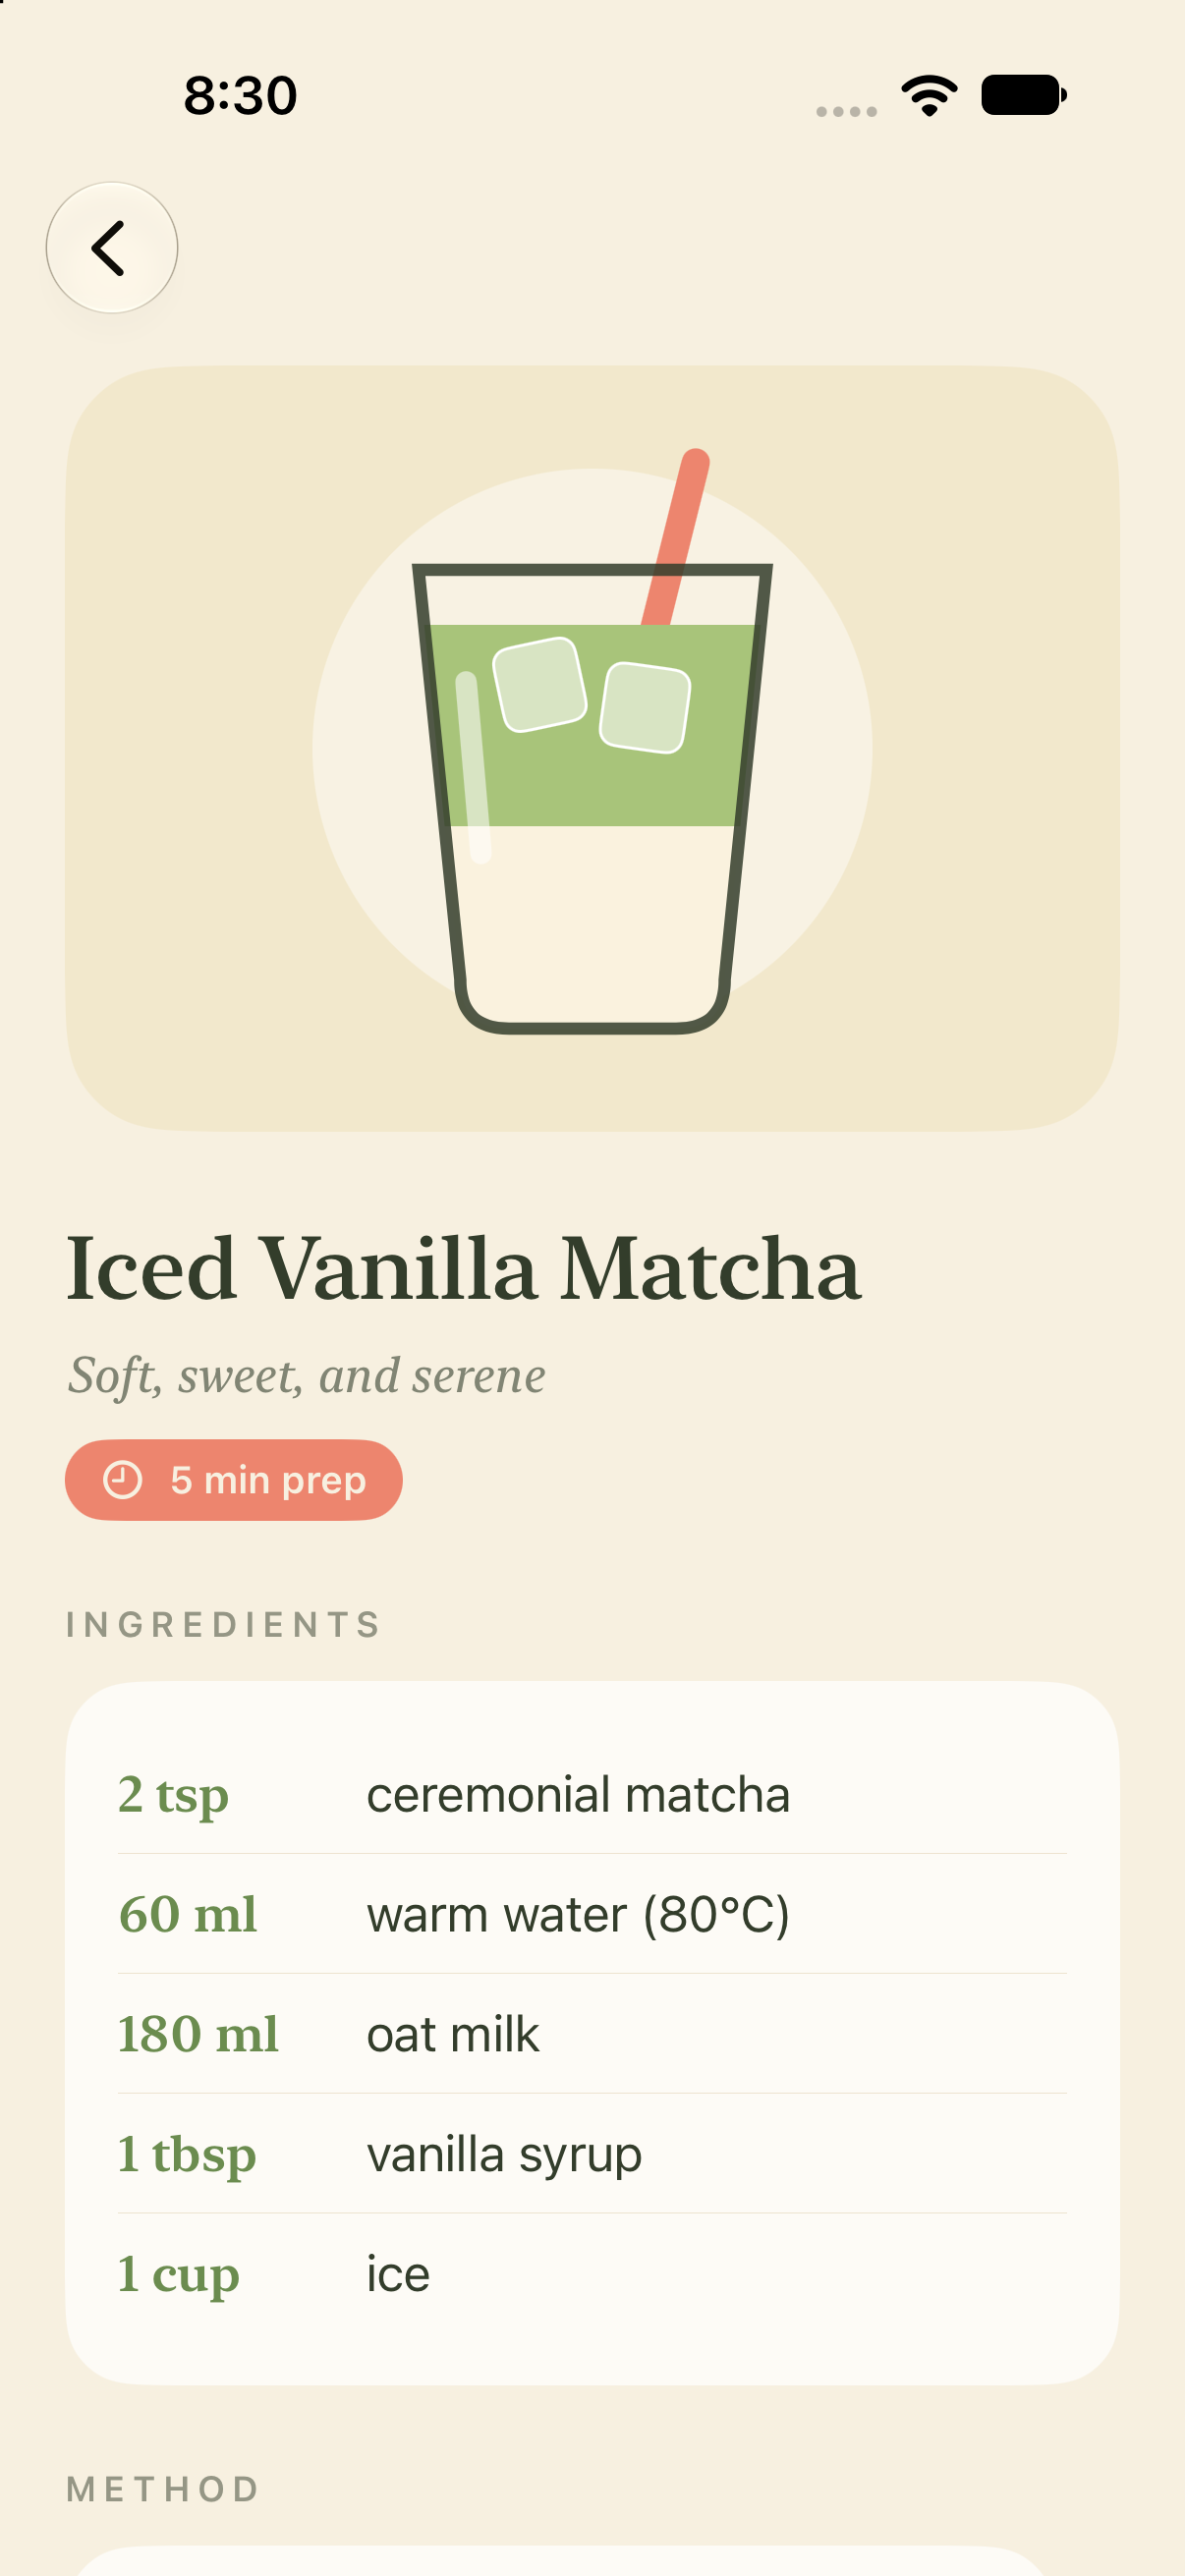 8:30
Iced Vanilla Matcha
Soft, sweet, and serene
5 min prep
INGREDIENTS
2 tsp ceremonial matcha
60 ml warm water (80°C)
180 ml oat milk
1 tbsp vanilla syrup
1 cup ice
METHOD